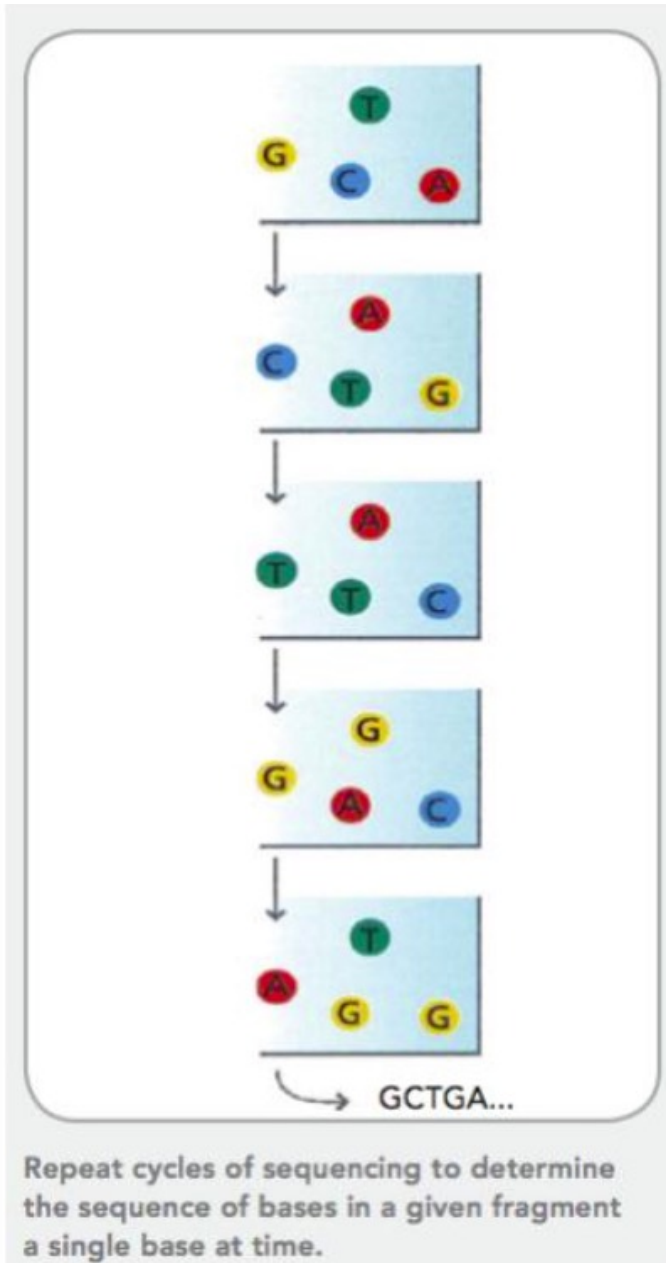 T
G
C
A
A
C
T
G
A
T
T
C
G
G
A
C
T
A
G
G
GCTGA...
Repeat cycles of sequencing to determine
the sequence of bases in a given fragment
a single base at time.